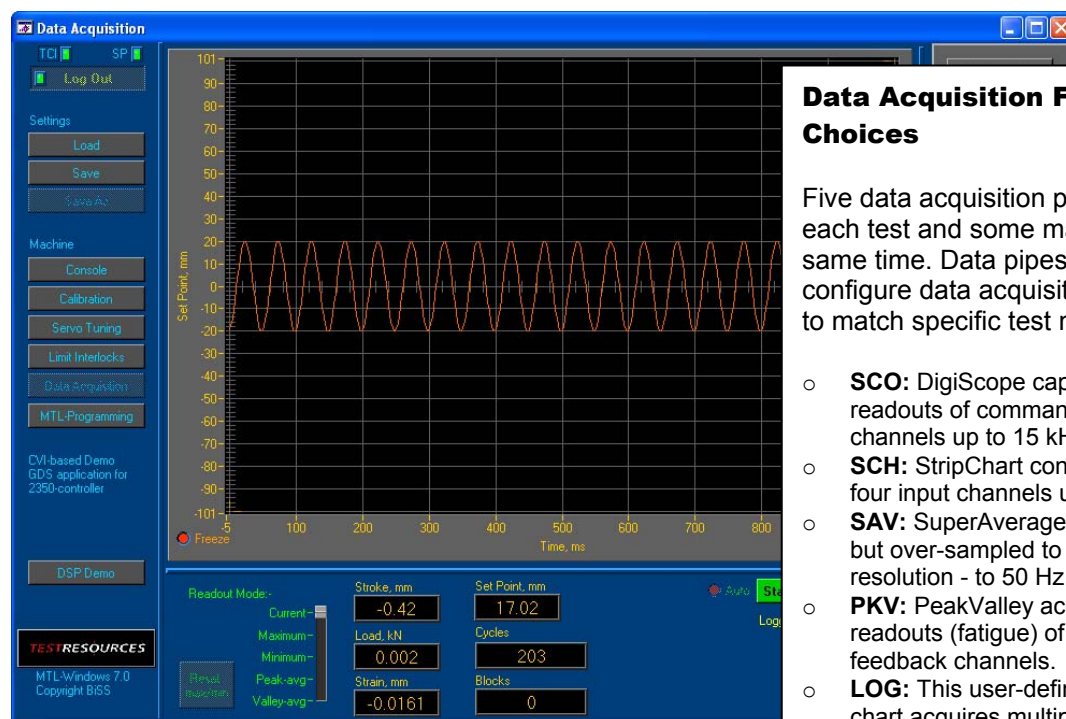 Data Acquisition
TCI SP
Log Out
Settings
Load
Save
Save As
Machine
Console
Calibration
Servo Tuning
Limit Interlocks
Data Acquistion
MTL-Programming
CVI-based Demo
GDS application for
2350-controller
DSP Demo
TESTRESOURCES
MTL-Windows 7.0
Copyright BiSS
101
90
80
70
60
50
40
30
20
10
0
-10
-20
-30
-40
-50
-60
-70
-80
-90
-101
Set Point, mm
-5 100 200 300 400 500 600 700 800
Time, ms
Freeze
Readout Mode:-
Current
Maximum
Minimum
Peak-avg
Valley-avg
Reset
max/min
Stroke, mm
-0.42
Load, kN
0.002
Strain, mm
-0.0161
Set Point, mm
17.02
Cycles
203
Blocks
0
Auto Sta
Logg
Data Acquisition F
Choices
Five data acquisition p
each test and some ma
same time. Data pipes
configure data acquisit
to match specific test r
o SCO: DigiScope cap
readouts of comman
channels up to 15 kH
o SCH: StripChart con
four input channels u
o SAV: SuperAverage
but over-sampled to
resolution - to 50 Hz
o PKV: PeakValley ac
readouts (fatigue) of
feedback channels.
o LOG: This user-defin
chart acquires multip